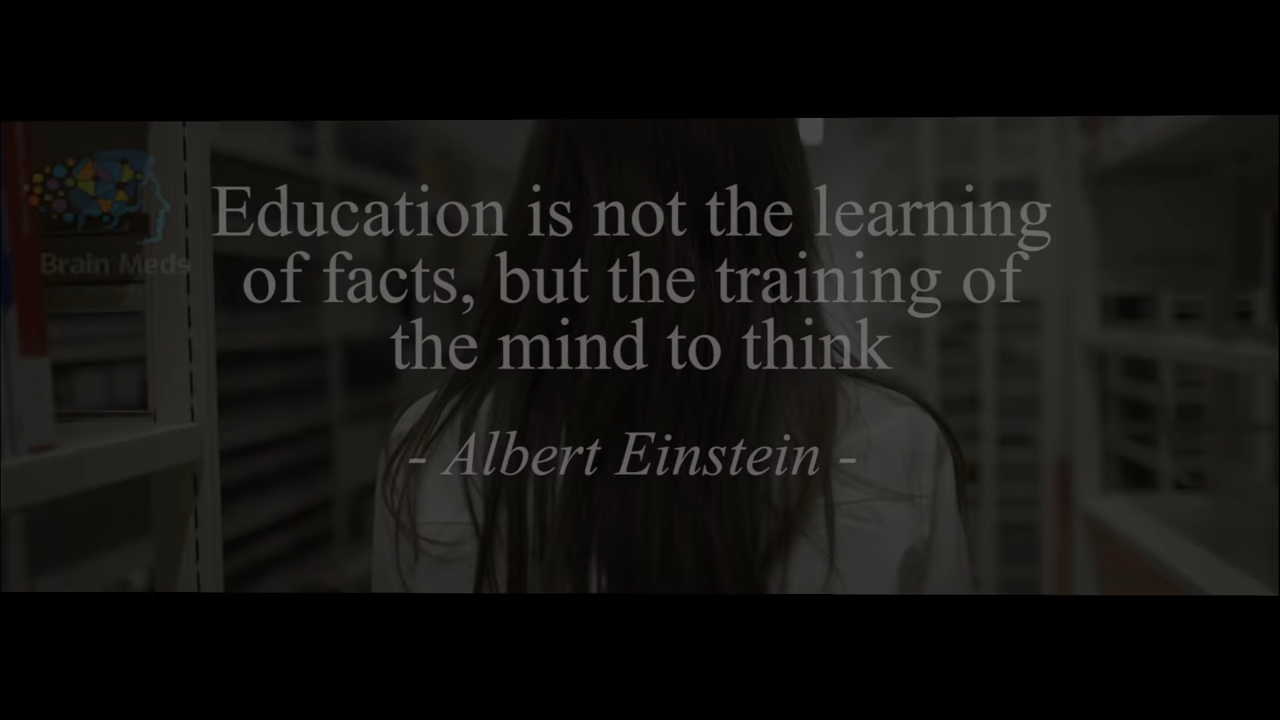 Brain Meds
Education is not the learning
of facts, but the training of
the mind to think
- Albert Einstein -